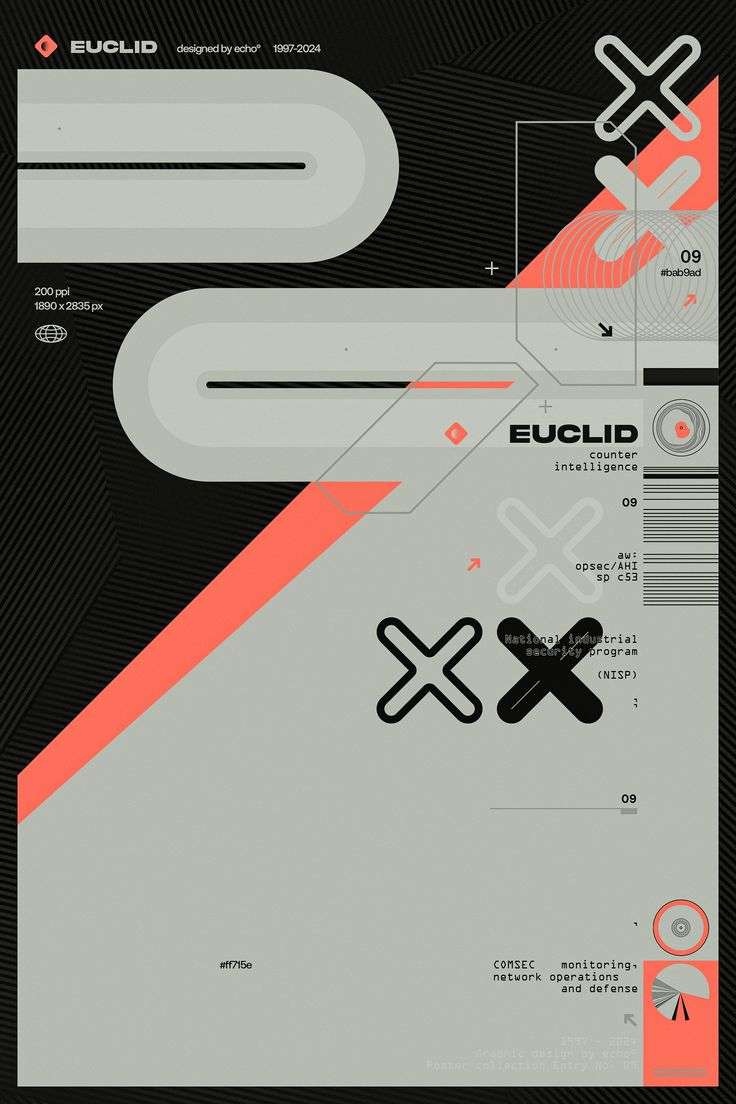 EUCLID designed by echo° 1997-2024
09
#bab9ad
200 ppi
1890 x 2835 px
EUCLID
counter
intelligence
09
aw:
opsec/AHI
sp c53
National industrial
security program
(NISP)
09
#ff715e
COMSEC monitoring,
network operations
and defense
1997 - 2024
Graphic design by echo°
Poster collection Entry No. 09